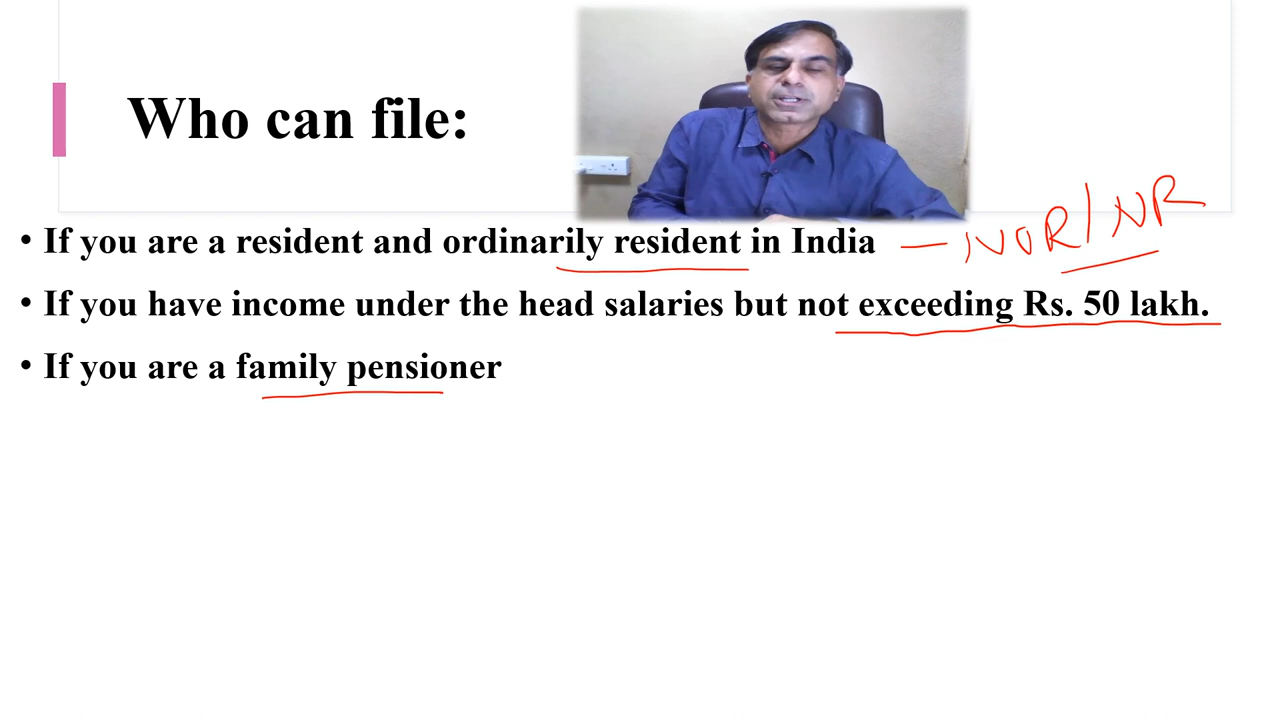 Who can file:
• If you are a resident and ordinarily resident in India — NOR/NR
• If you have income under the head salaries but not exceeding Rs. 50 lakh.
• If you are a family pensioner